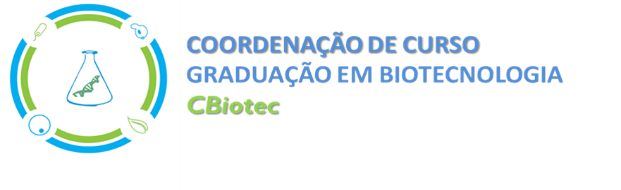 COORDENAÇÃO DE CURSO
GRADUAÇÃO EM BIOTECNOLOGIA
CBiotec